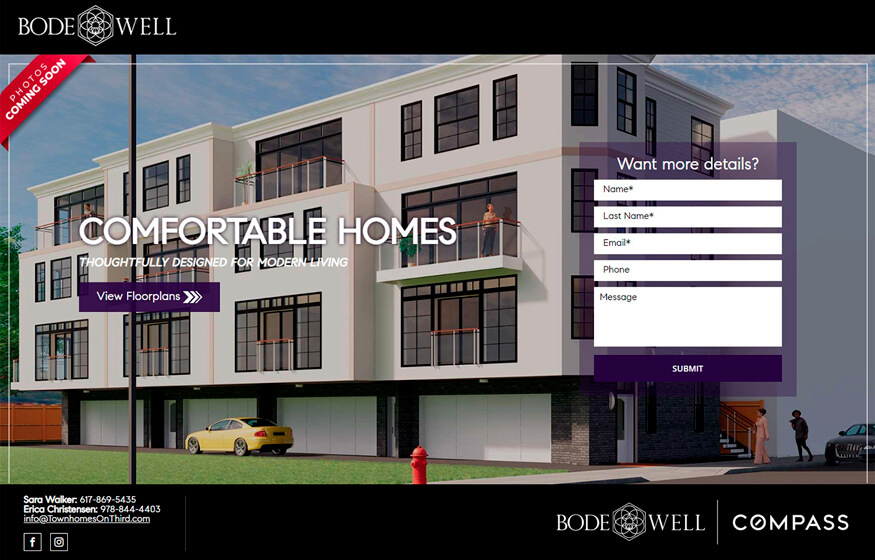 BODE WELL
PHOTOS
COMING SOON
Want more details?
Name*
Last Name*
Email*
Phone
Message
SUBMIT
COMFORTABLE HOMES
THOUGHTFULLY DESIGNED FOR MODERN LIVING
View Floorplans
Sara Walker: 617-869-5435
Erica Christensen: 978-844-4403
info@TownhomesOnThird.com
BODE WELL
COMPASS